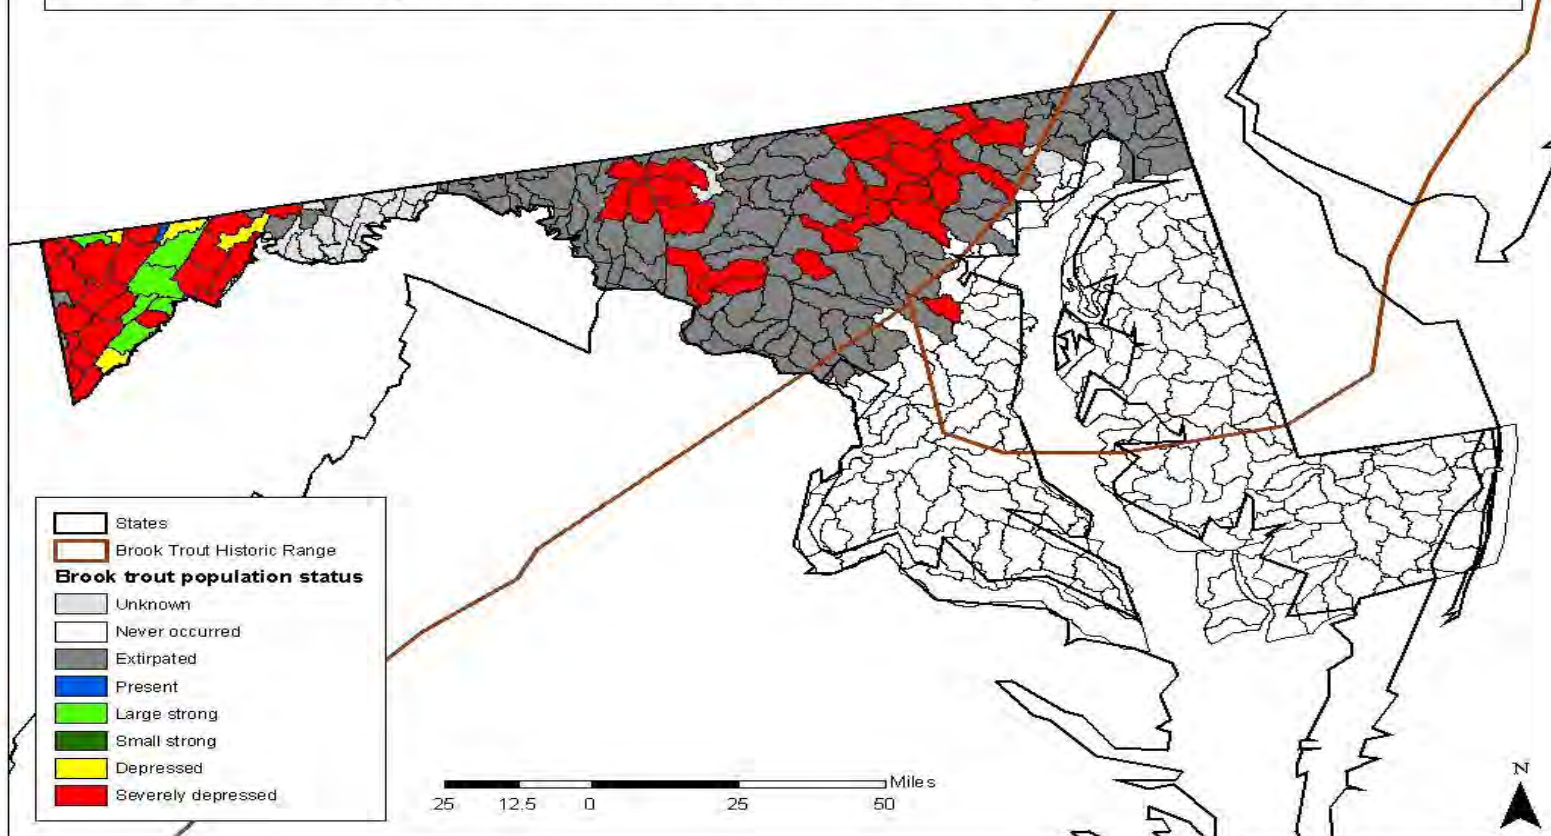 States
Brook Trout Historic Range
Brook trout population status
Unknown
Never occurred
Extirpated
Present
Large strong
Small strong
Depressed
Severely depressed
Miles
25 12.5 0 25 50
N